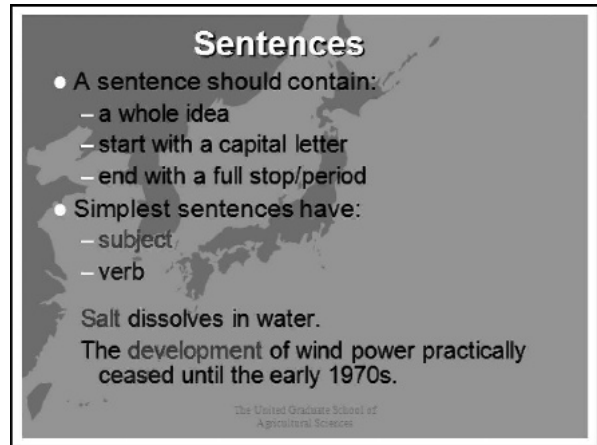 Sentences
● A sentence should contain:
– a whole idea
– start with a capital letter
– end with a full stop/period
● Simplest sentences have:
– subject
– verb
Salt dissolves in water.
The development of wind power practically
ceased until the early 1970s.
The United Graduate School of
Agricultural Sciences